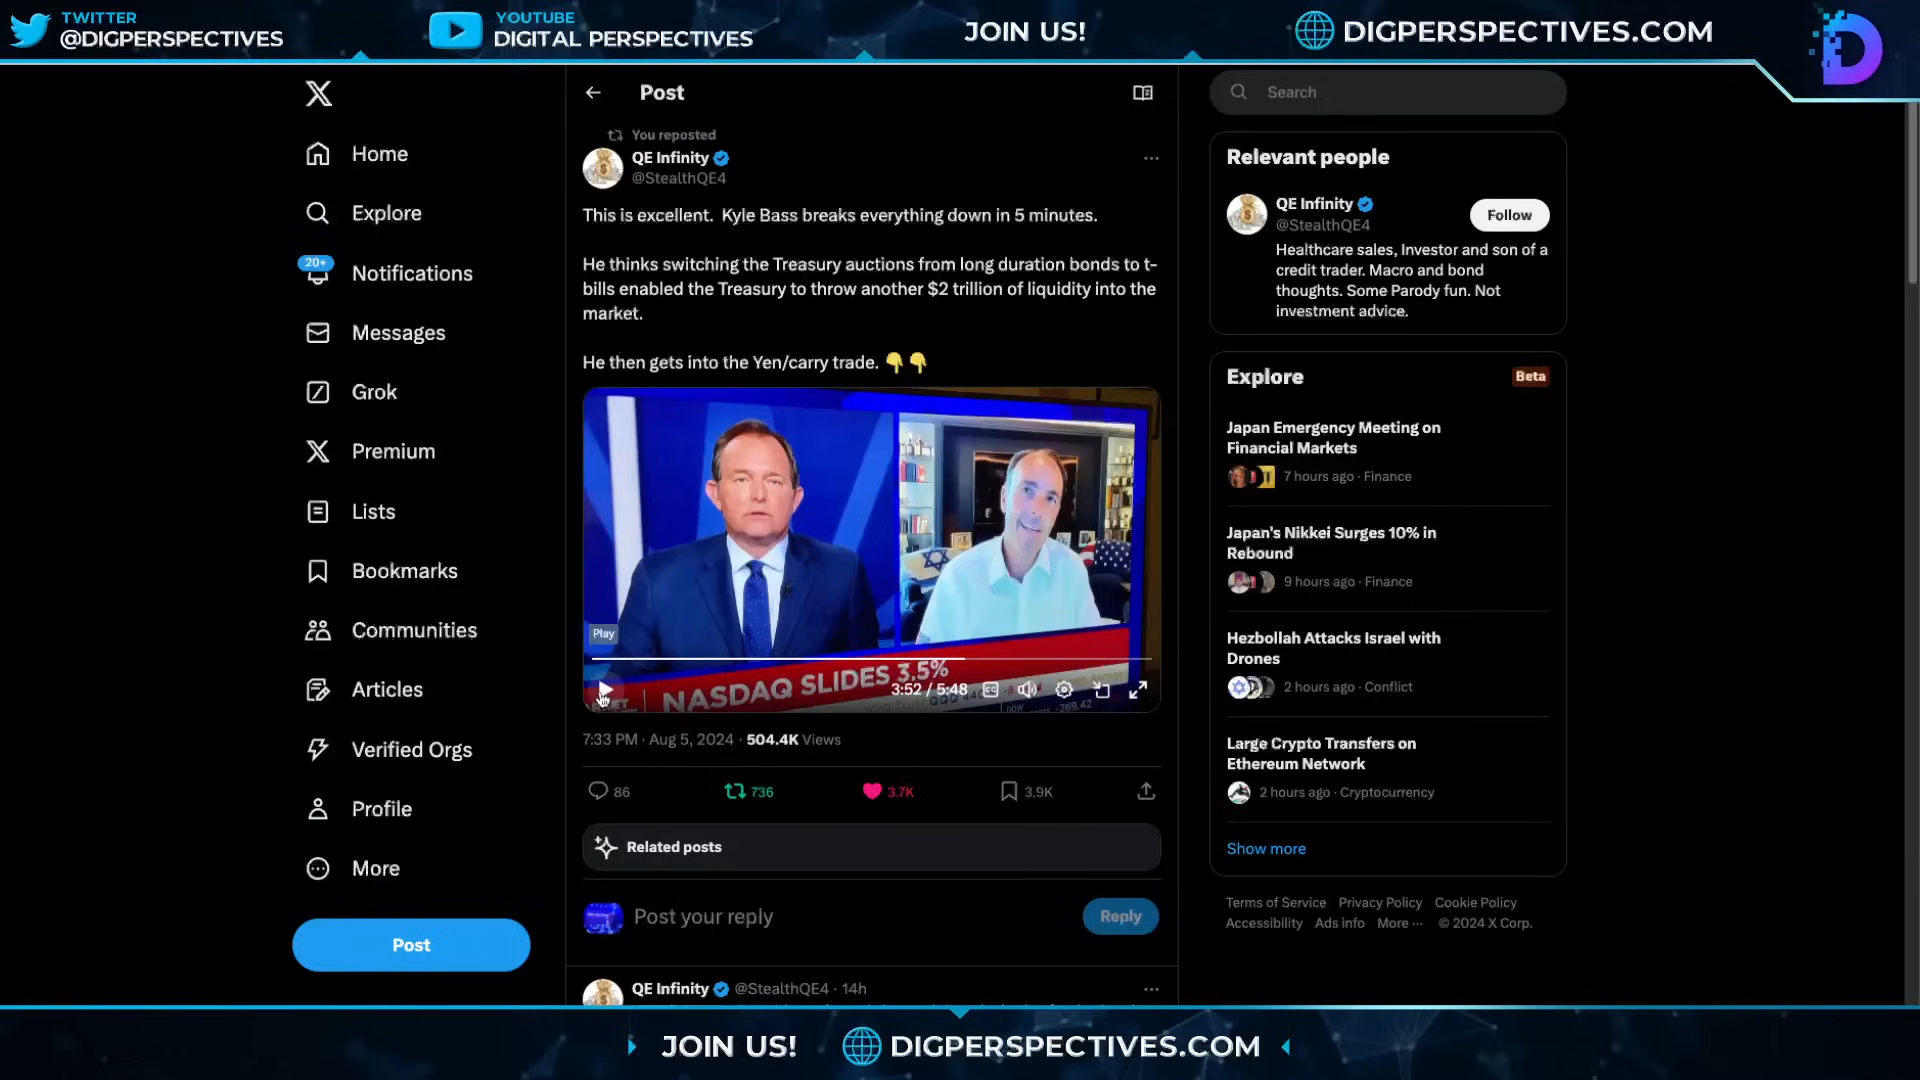 TWITTER
@DIGPERSPECTIVES
YOUTUBE
DIGITAL PERSPECTIVES
JOIN US!
DIGPERSPECTIVES.COM
Home
Explore
20+
Notifications
Messages
Grok
Premium
Lists
Bookmarks
Communities
Articles
Verified Orgs
Profile
More
Post
Post
You reposted
QE Infinity
@StealthQE4
This is excellent. Kyle Bass breaks everything down in 5 minutes.
He thinks switching the Treasury auctions from long duration bonds to t-
bills enabled the Treasury to throw another $2 trillion of liquidity into the
market.
He then gets into the Yen/carry trade. 👇👇
Play
NASDAQ SLIDES 3.5%
3:52 / 5:48
7:33 PM · Aug 5, 2024 · 504.4K Views
86
736
3.7K
3.9K
Related posts
Post your reply
Reply
QE Infinity @StealthQE4 · 14h
Search
Relevant people
QE Infinity
@StealthQE4
Follow
Healthcare sales, Investor and son of a
credit trader. Macro and bond
thoughts. Some Parody fun. Not
investment advice.
Explore
Beta
Japan Emergency Meeting on
Financial Markets
7 hours ago · Finance
Japan's Nikkei Surges 10% in
Rebound
9 hours ago · Finance
Hezbollah Attacks Israel with
Drones
2 hours ago · Conflict
Large Crypto Transfers on
Ethereum Network
2 hours ago · Cryptocurrency
Show more
Terms of Service Privacy Policy Cookie Policy
Accessibility Ads info More ··· © 2024 X Corp.
JOIN US!
DIGPERSPECTIVES.COM